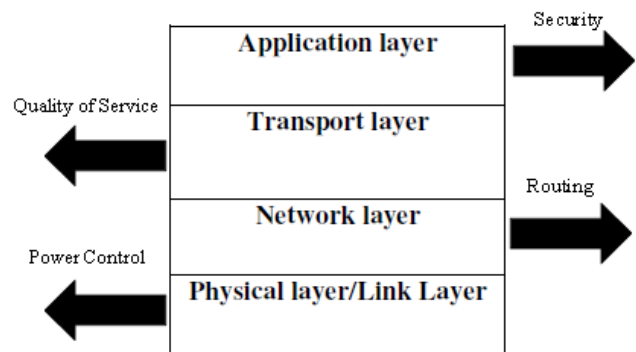 Security
Application layer
Quality of Service
Transport layer
Routing
Network layer
Power Control
Physical layer/Link Layer